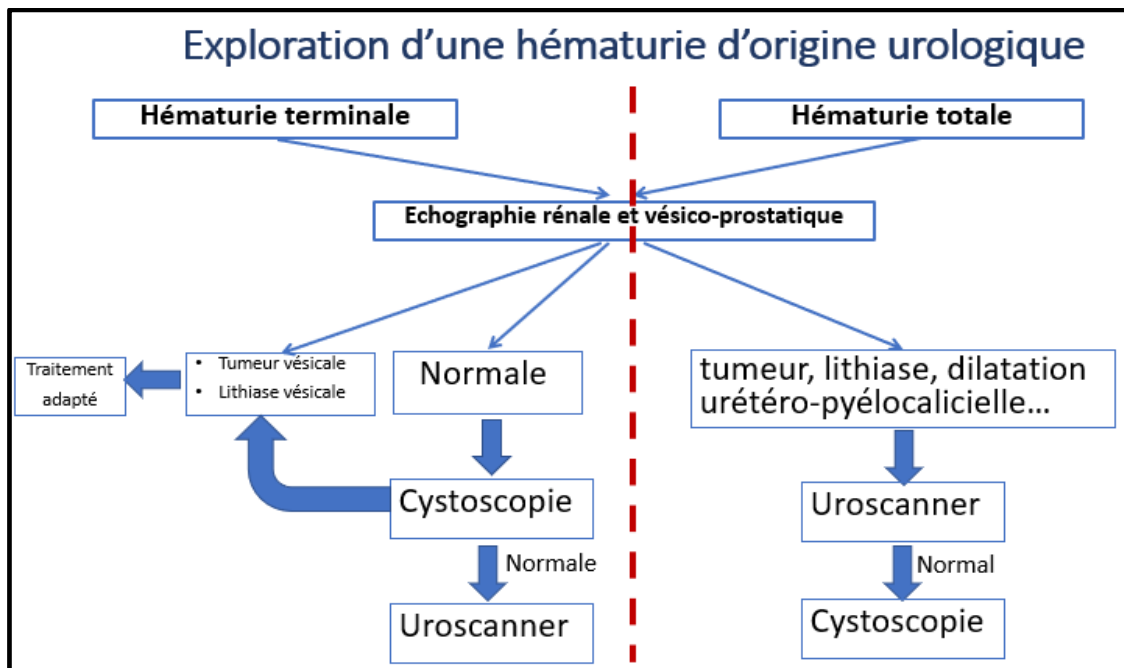 Exploration d’une hématurie d’origine urologique
Hématurie terminale
Hématurie totale
Echographie rénale et vésico-prostatique
Traitement
adapté
• Tumeur vésicale
• Lithiase vésicale
Normale
tumeur, lithiase, dilatation
urétéro-pyélocalicielle...
Cystoscopie
Uroscanner
Normale
Normal
Uroscanner
Cystoscopie